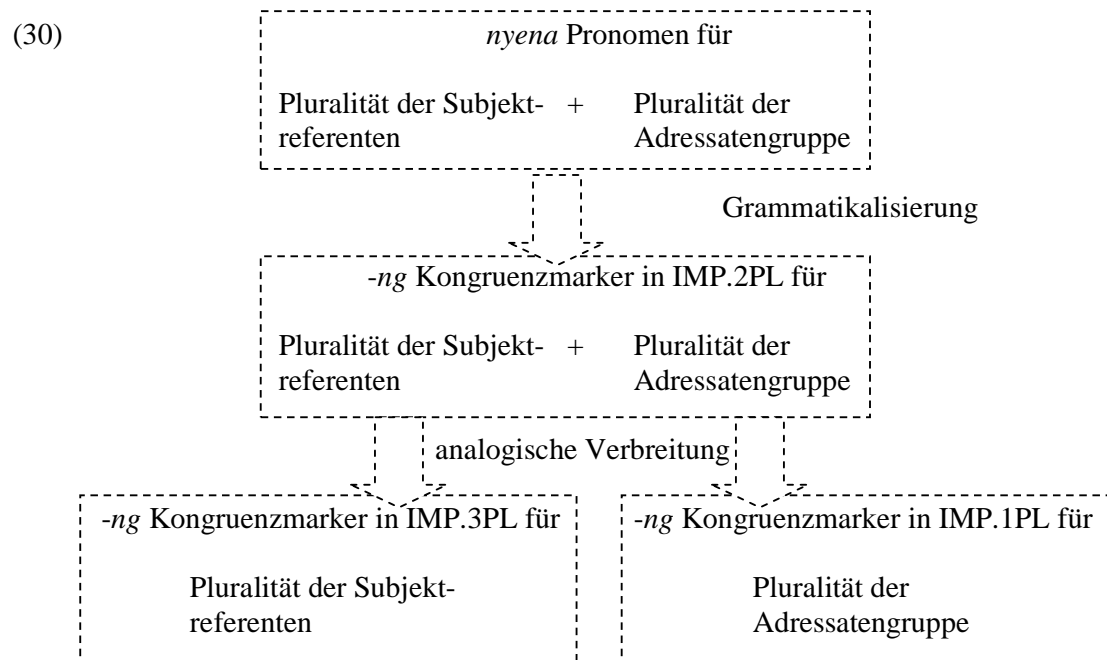 (30)
nyena Pronomen für
Pluralität der Subjekt- + Pluralität der
referenten Adressatengruppe
Grammatikalisierung
-ng Kongruenzmarker in IMP.2PL für
Pluralität der Subjekt- + Pluralität der
referenten Adressatengruppe
analogische Verbreitung
-ng Kongruenzmarker in IMP.3PL für
Pluralität der Subjekt-
referenten
-ng Kongruenzmarker in IMP.1PL für
Pluralität der
Adressatengruppe